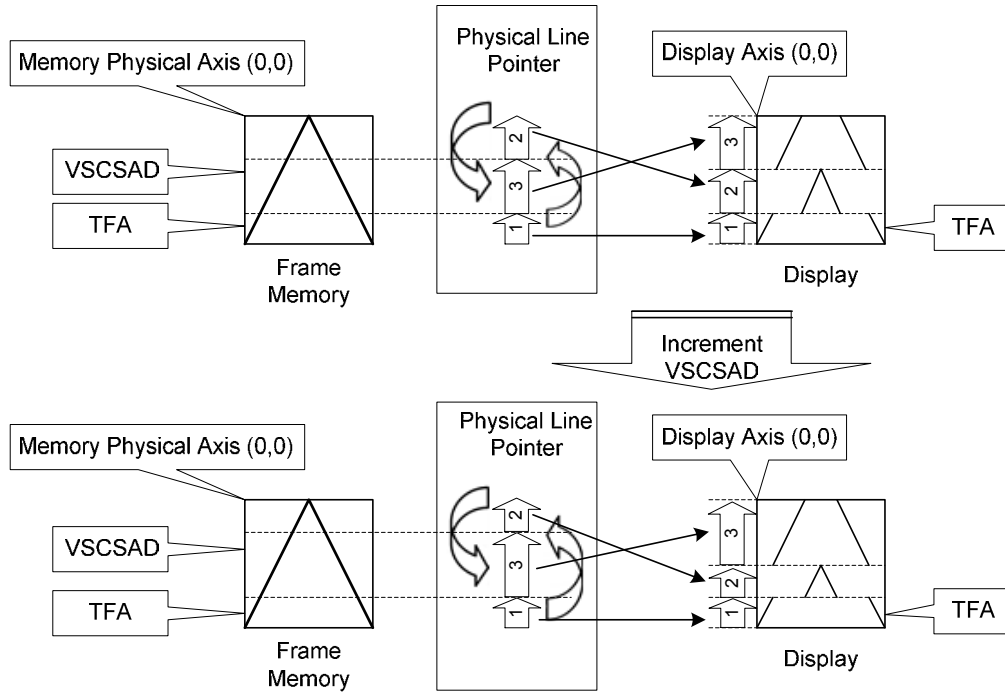 Physical Line
Pointer
Memory Physical Axis (0,0)
Display Axis (0,0)
VSCSAD
TFA
2
3
1
3
2
1
TFA
Frame
Memory
Display
Increment
VSCSAD
Physical Line
Pointer
Memory Physical Axis (0,0)
Display Axis (0,0)
VSCSAD
TFA
2
3
1
3
2
1
TFA
Frame
Memory
Display